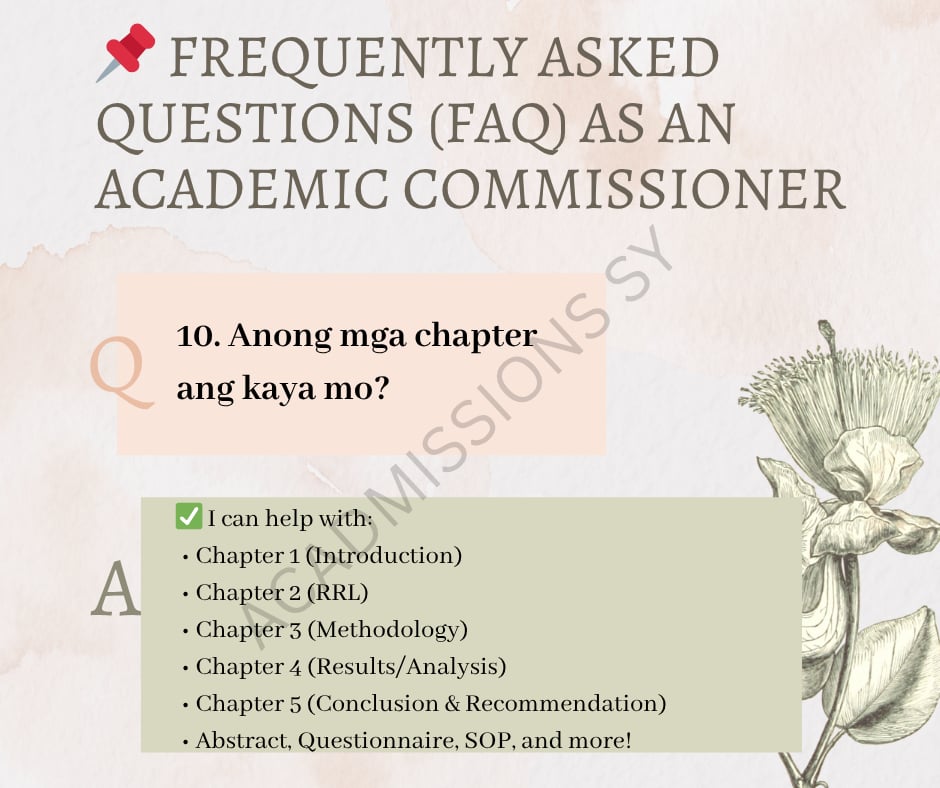 📌 FREQUENTLY ASKED
QUESTIONS (FAQ) AS AN
ACADEMIC COMMISSIONER
Q
10. Anong mga chapter
ang kaya mo?
A
✅ I can help with:
• Chapter 1 (Introduction)
• Chapter 2 (RRL)
• Chapter 3 (Methodology)
• Chapter 4 (Results/Analysis)
• Chapter 5 (Conclusion & Recommendation)
• Abstract, Questionnaire, SOP, and more!
ACADMISSIONS SY